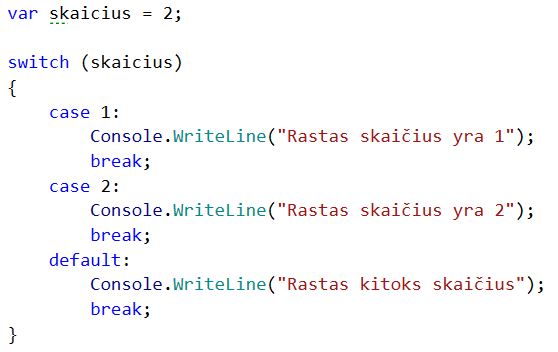 var skaicius = 2;
switch (skaicius)
{
    case 1:
        Console.WriteLine("Rastas skaičius yra 1");
        break;
    case 2:
        Console.WriteLine("Rastas skaičius yra 2");
        break;
    default:
        Console.WriteLine("Rastas kitoks skaičius");
        break;
}